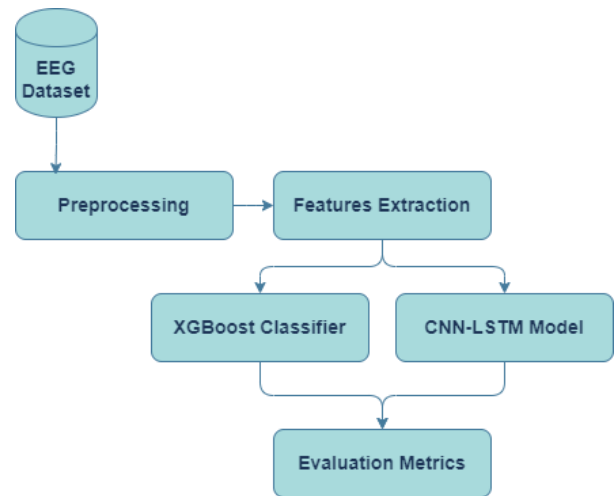 EEG
Dataset
Preprocessing
Features Extraction
XGBoost Classifier
CNN-LSTM Model
Evaluation Metrics